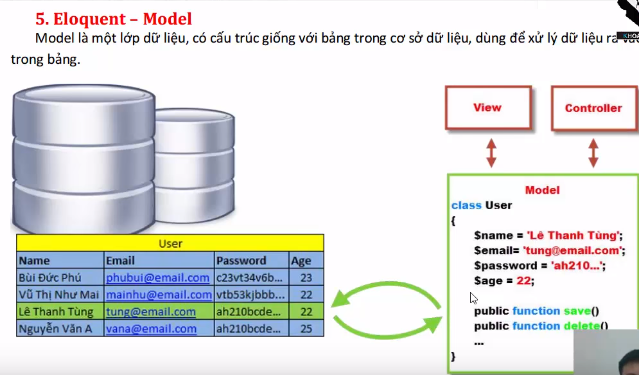 5. Eloquent – Model
Model là một lớp dữ liệu, có cấu trúc giống với bảng trong cơ sở dữ liệu, dùng để xử lý dữ liệu ra
trong bảng.
View
Controller
User
Name Email Password Age
Bùi Đức Phú phubui@email.com c23vt34v6b... 23
Vũ Thị Như Mai mainhu@email.com vtb53kjbbb... 22
Lê Thanh Tùng tung@email.com ah210bcde... 22
Nguyễn Văn A vana@email.com ah210bcde... 25
Model
class User
{
$name = 'Lê Thanh Tùng';
$email= 'tung@email.com';
$password = 'ah210...';
$age = 22;
public function save()
public function delete()
...
}